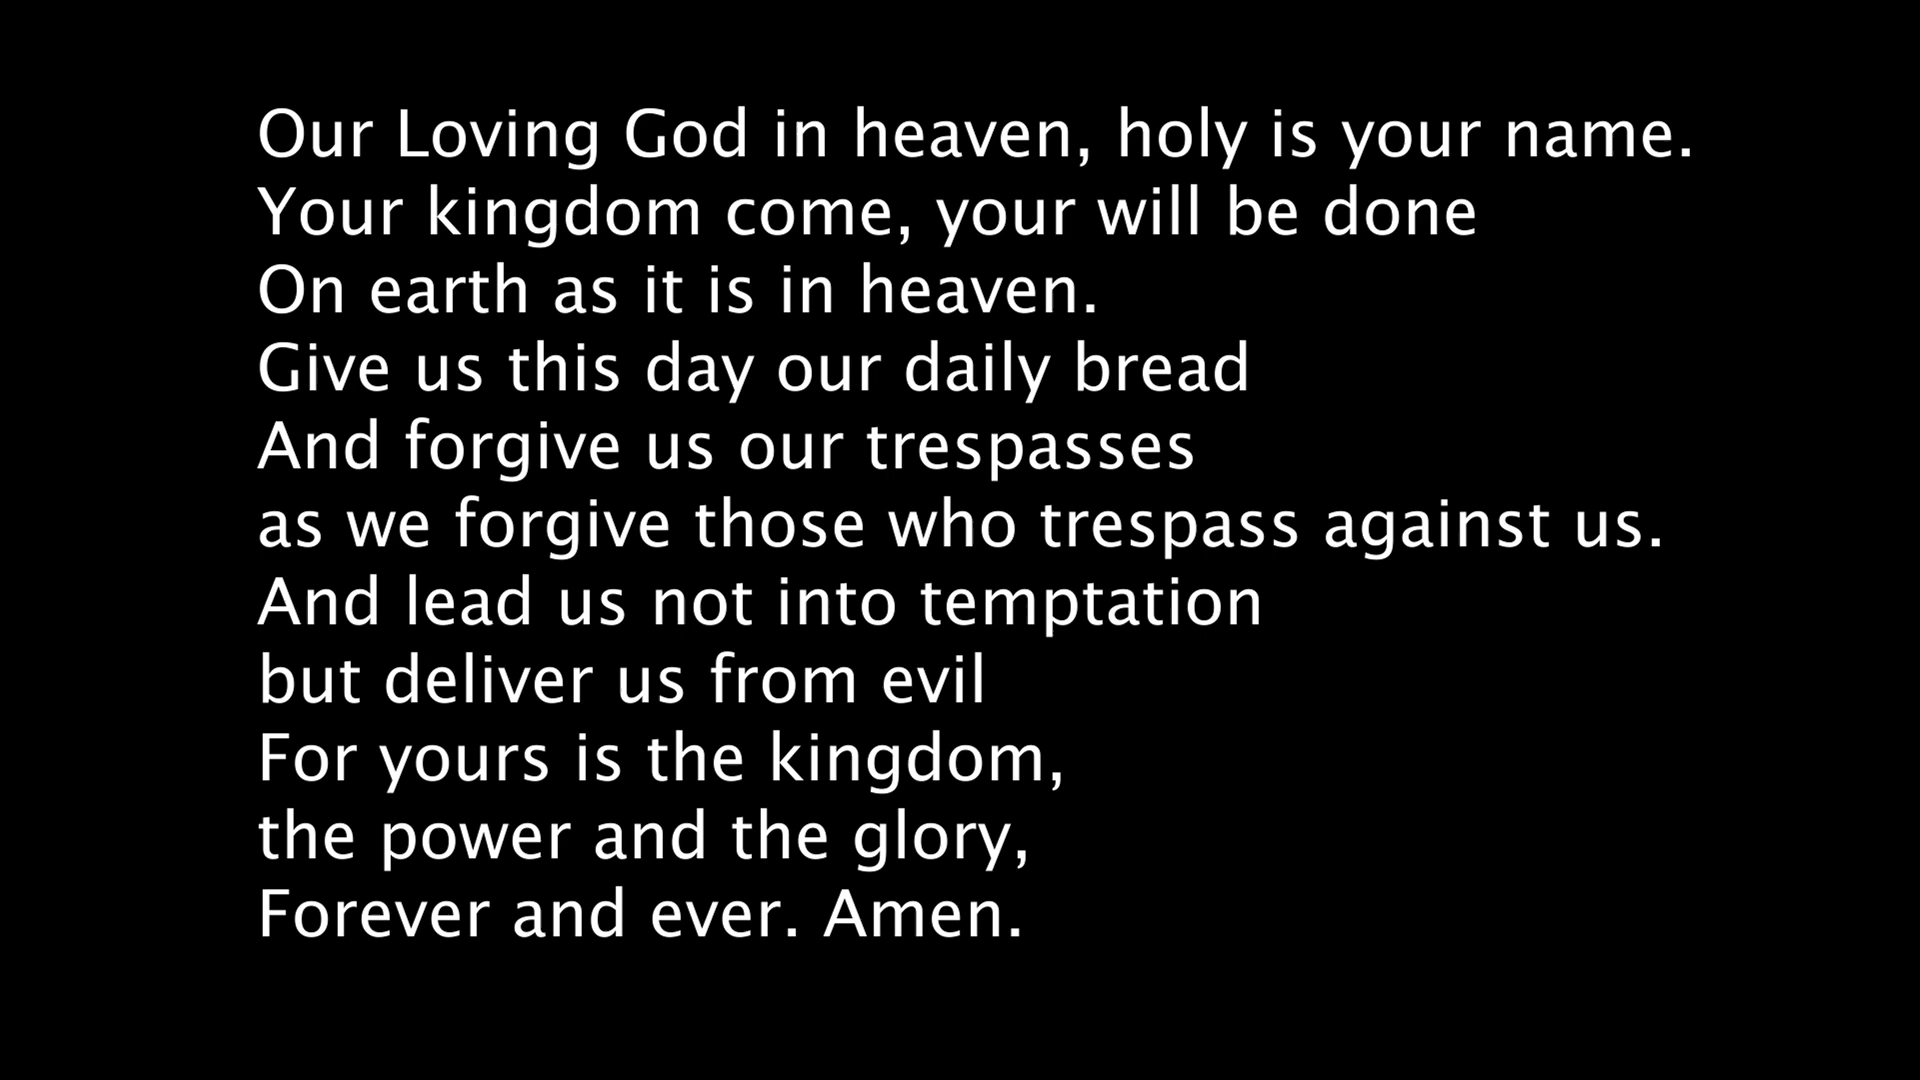 Our Loving God in heaven, holy is your name.
Your kingdom come, your will be done
On earth as it is in heaven.
Give us this day our daily bread
And forgive us our trespasses
as we forgive those who trespass against us.
And lead us not into temptation
but deliver us from evil
For yours is the kingdom,
the power and the glory,
Forever and ever. Amen.